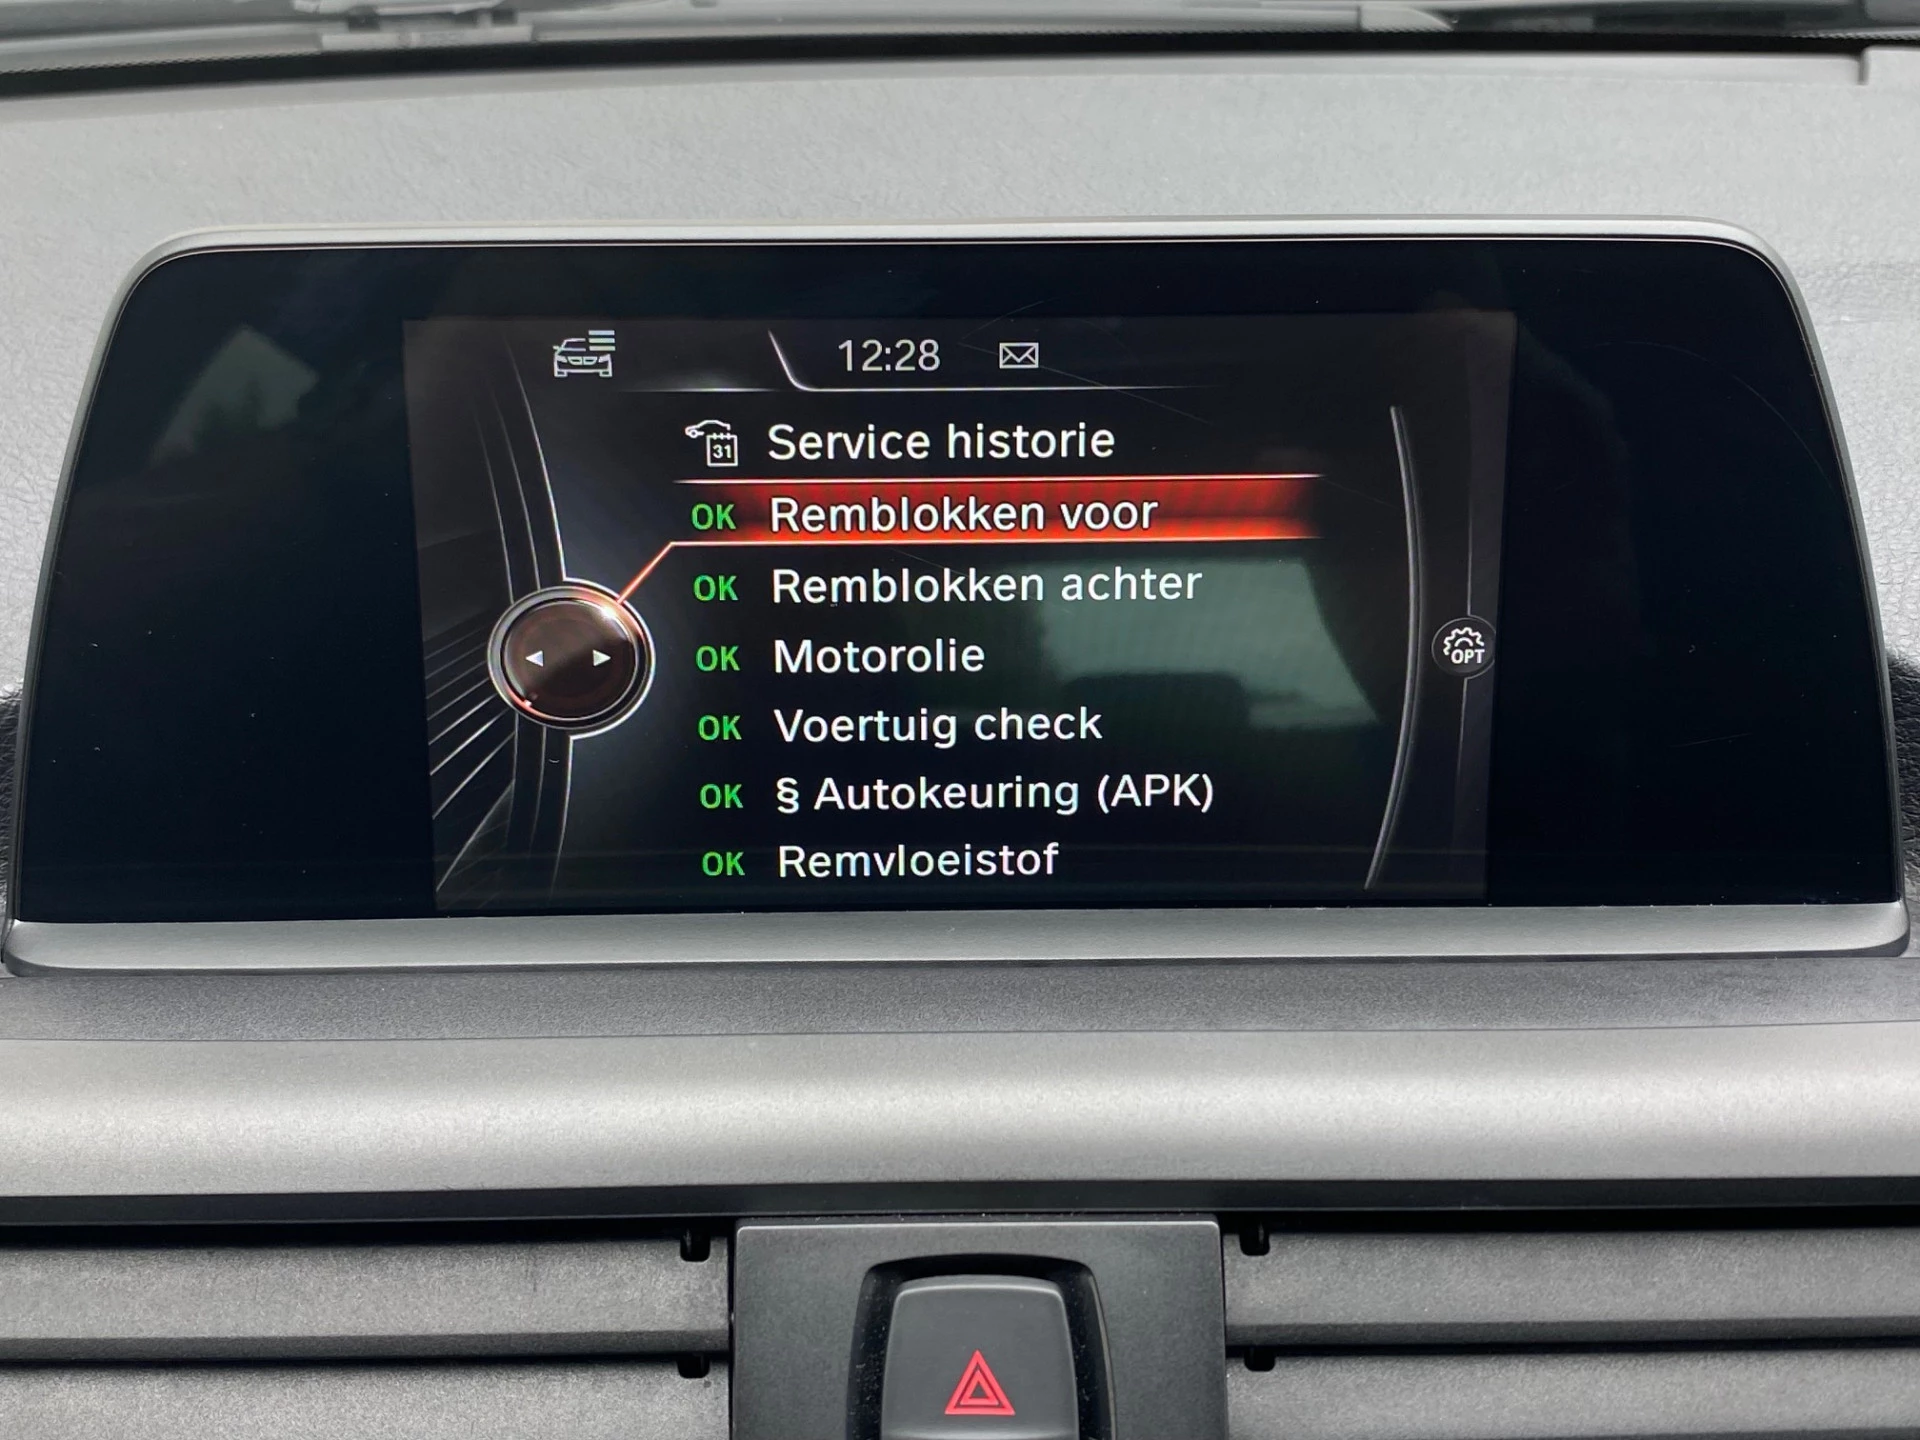 12:28
31 Service historie
OK Remblokken voor
OK Remblokken achter
OPT
OK Motorolie
OK Voertuig check
OK § Autokeuring (APK)
OK Remvloeistof